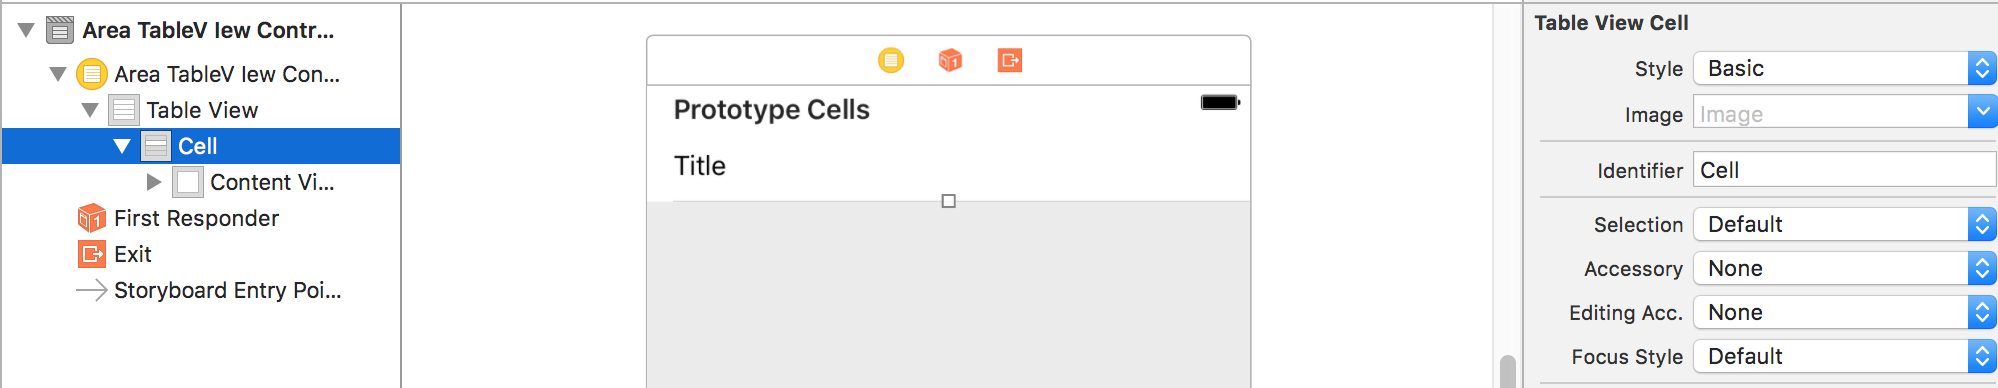 Area TableV Iew Contr...
Area TableV Iew Con...
Table View
Cell
Content Vi...
First Responder
Exit
Storyboard Entry Poi...
Prototype Cells
Title
Table View Cell
Style Basic
Image Image
Identifier Cell
Selection Default
Accessory None
Editing Acc. None
Focus Style Default